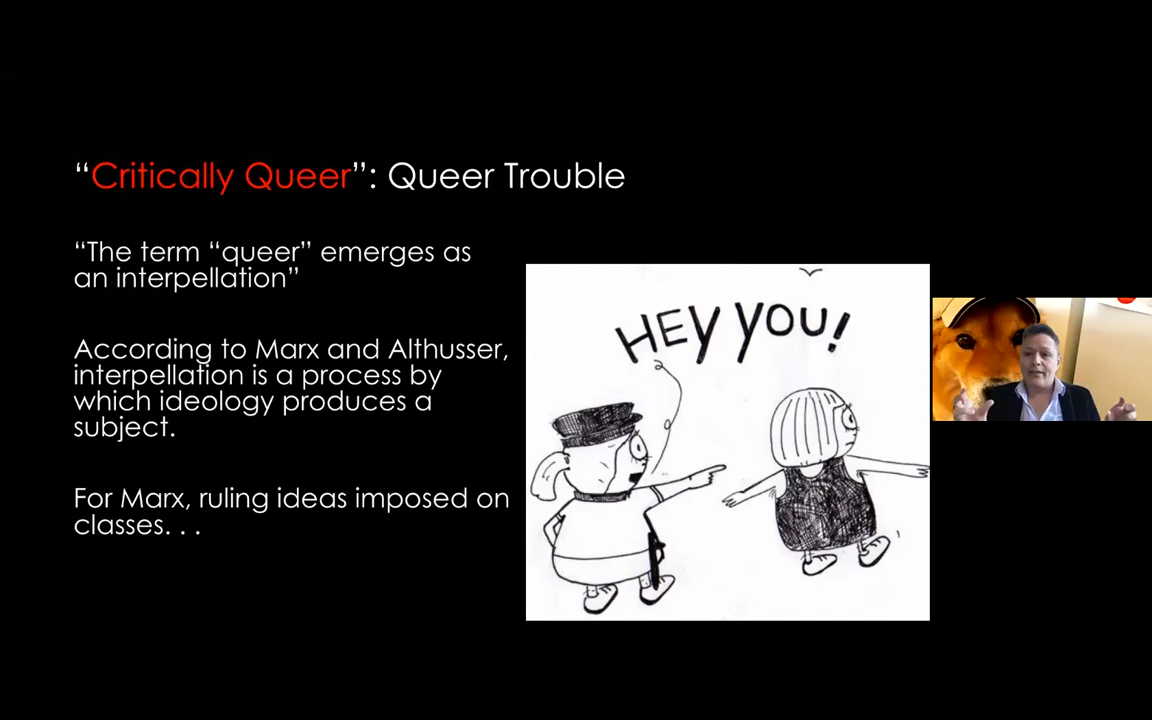 “Critically Queer”: Queer Trouble
“The term “queer” emerges as
an interpellation”
According to Marx and Althusser,
interpellation is a process by
which ideology produces a
subject.
For Marx, ruling ideas imposed on
classes. . .
HEY YOU!